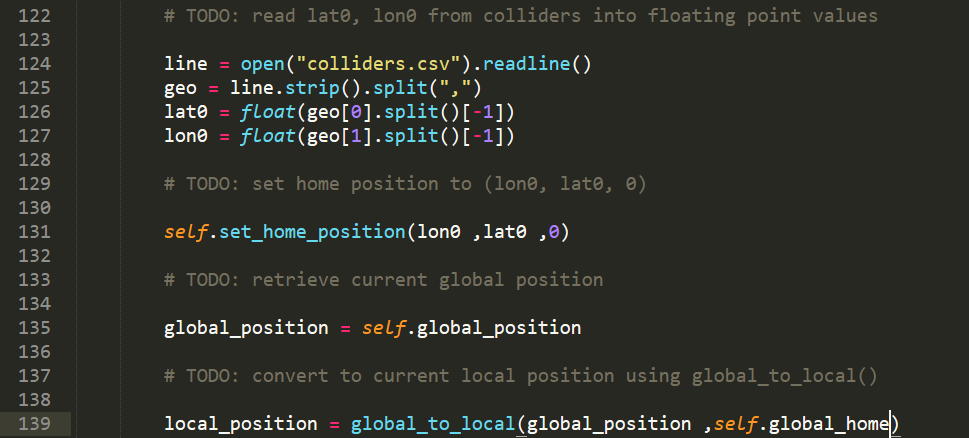 122 # TODO: read lat0, lon0 from colliders into floating point values
123
124 line = open("colliders.csv").readline()
125 geo = line.strip().split(",")
126 lat0 = float(geo[0].split()[-1])
127 lon0 = float(geo[1].split()[-1])
128
129 # TODO: set home position to (lon0, lat0, 0)
130
131 self.set_home_position(lon0 ,lat0 ,0)
132
133 # TODO: retrieve current global position
134
135 global_position = self.global_position
136
137 # TODO: convert to current local position using global_to_local()
138
139 local_position = global_to_local(global_position ,self.global_home)